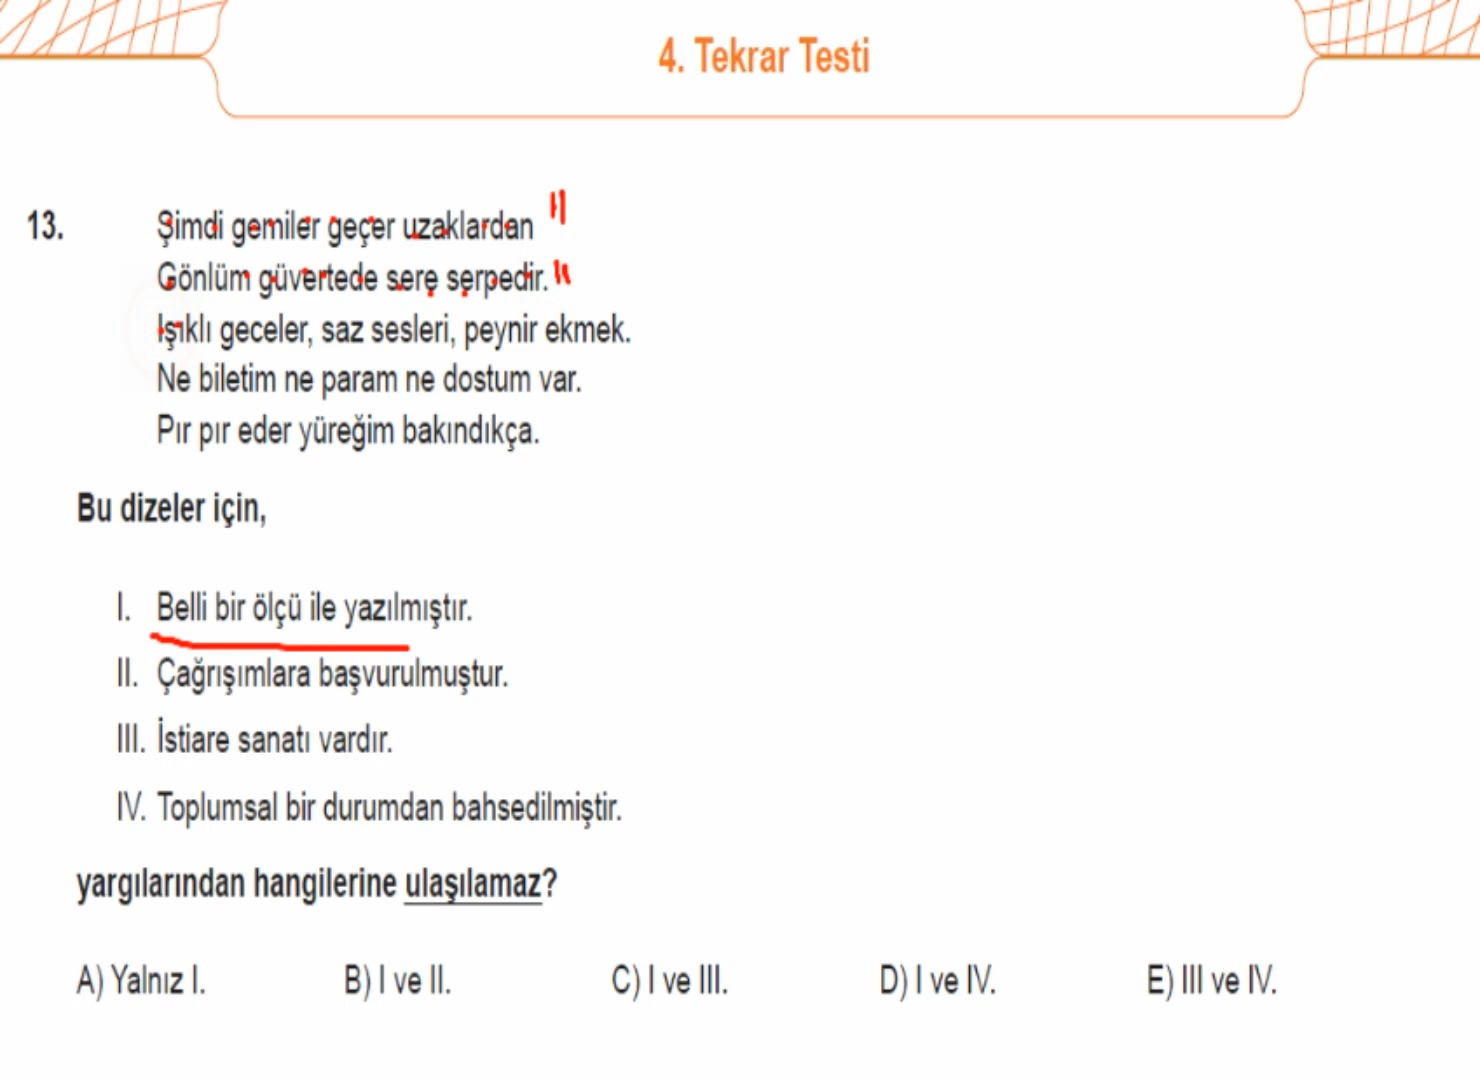 4. Tekrar Testi
13. Şimdi gemiler geçer uzaklardan 11
Gönlüm güvertede sere serpedir. 11
Işıklı geceler, saz sesleri, peynir ekmek.
Ne biletim ne param ne dostum var.
Pır pır eder yüreğim bakındıkça.
Bu dizeler için,
I. Belli bir ölçü ile yazılmıştır.
II. Çağrışımlara başvurulmuştur.
III. İstiare sanatı vardır.
IV. Toplumsal bir durumdan bahsedilmiştir.
yargılarından hangilerine ulaşılamaz?
A) Yalnız I. B) I ve II. C) I ve III. D) I ve IV. E) III ve IV.